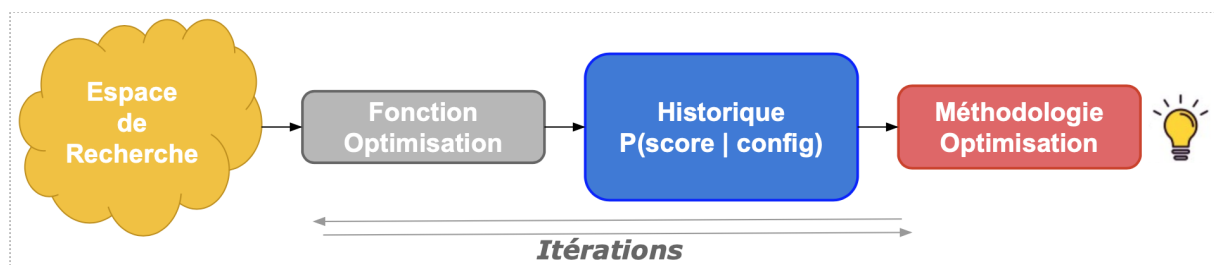 Espace
de
Recherche
Fonction
Optimisation
Historique
P(score | config)
Méthodologie
Optimisation
Itérations